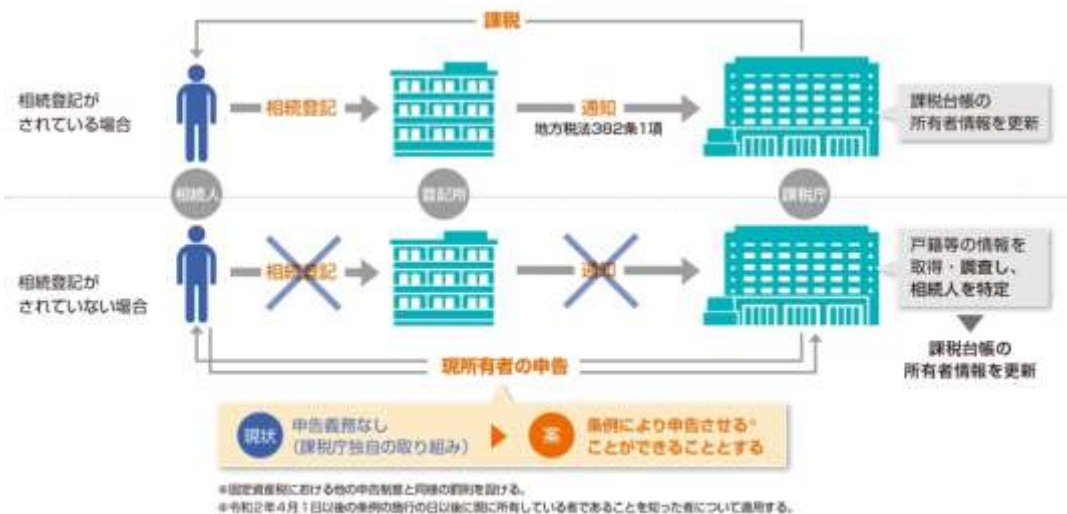 課税
相続登記が
されている場合
相続登記
通知
地方税法382条1項
課税台帳の
所有者情報を更新
相続人
登記所
課税庁
相続登記が
されていない場合
相続登記
通知
戸籍等の情報を
取得・調査し、
相続人を特定
課税台帳の
所有者情報を更新
現所有者の申告
現状
申告義務なし
（課税庁独自の取り組み）
案
条例により申告させる※
ことができることとする
※固定資産税における他の申告制度と同様の罰則を設ける。
※令和2年4月1日以後の条例の施行の日以後に現に所有している者であることを知った者について適用する。